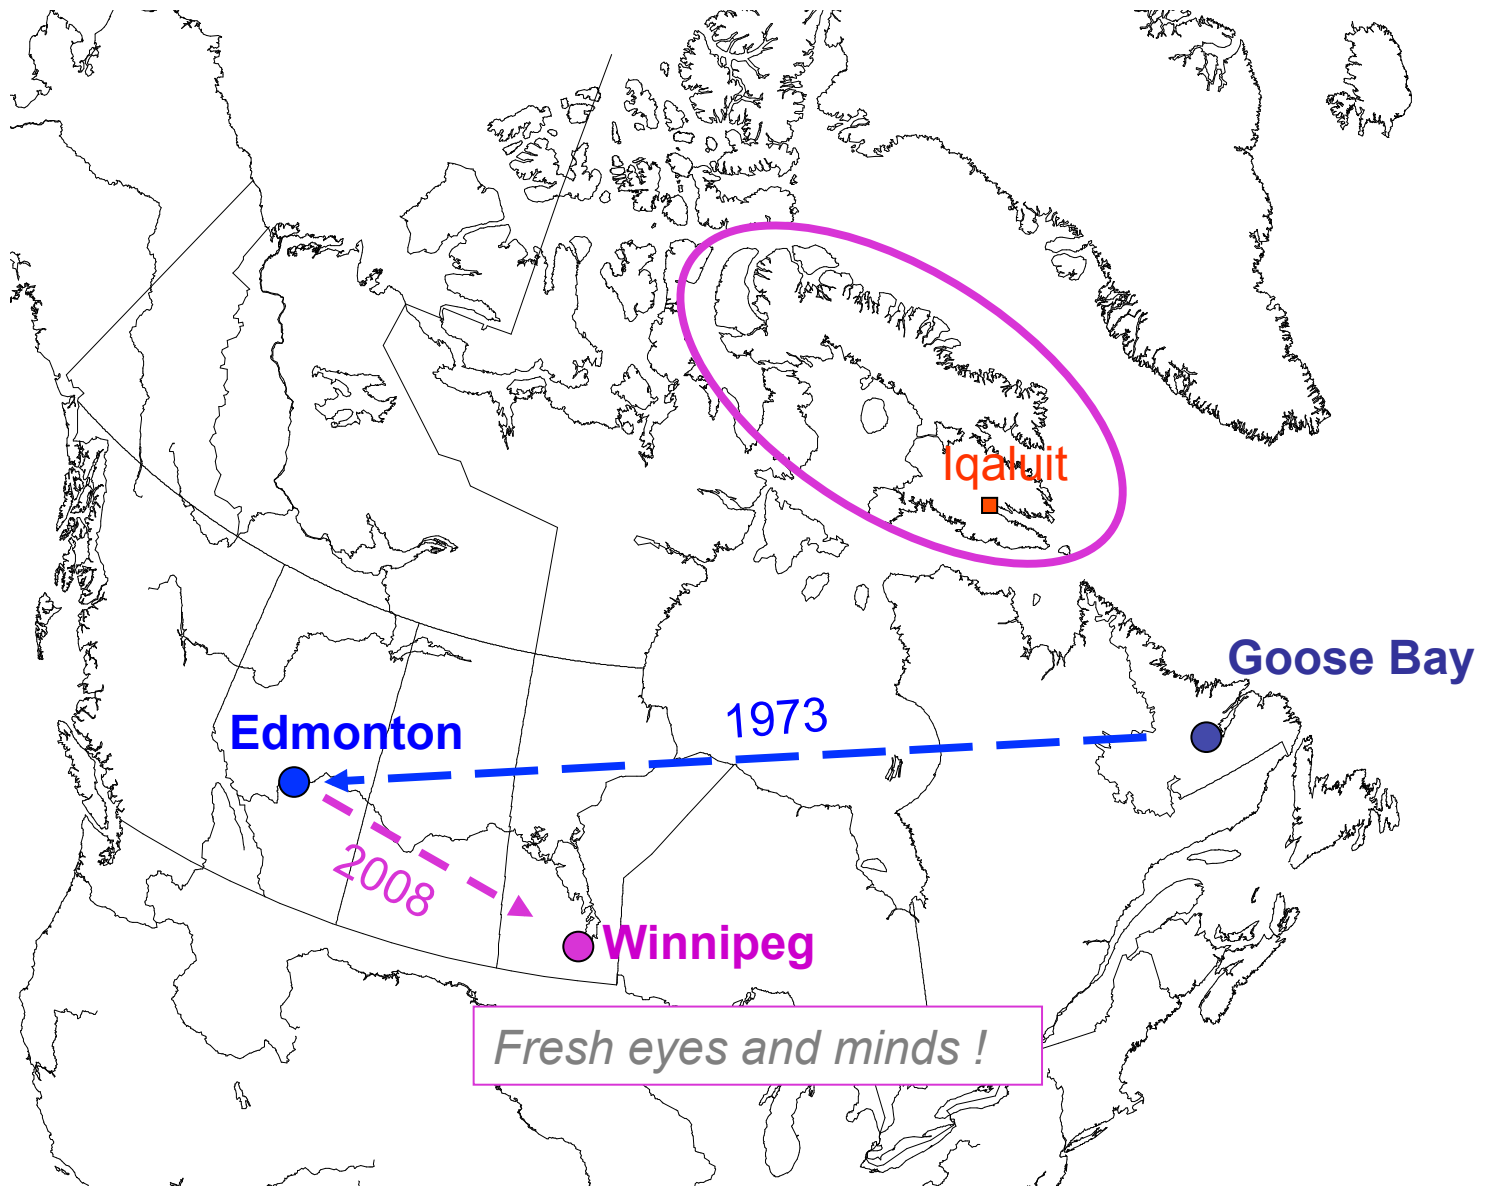 Iqaluit
Goose Bay
1973
Edmonton
2008
Winnipeg
Fresh eyes and minds !